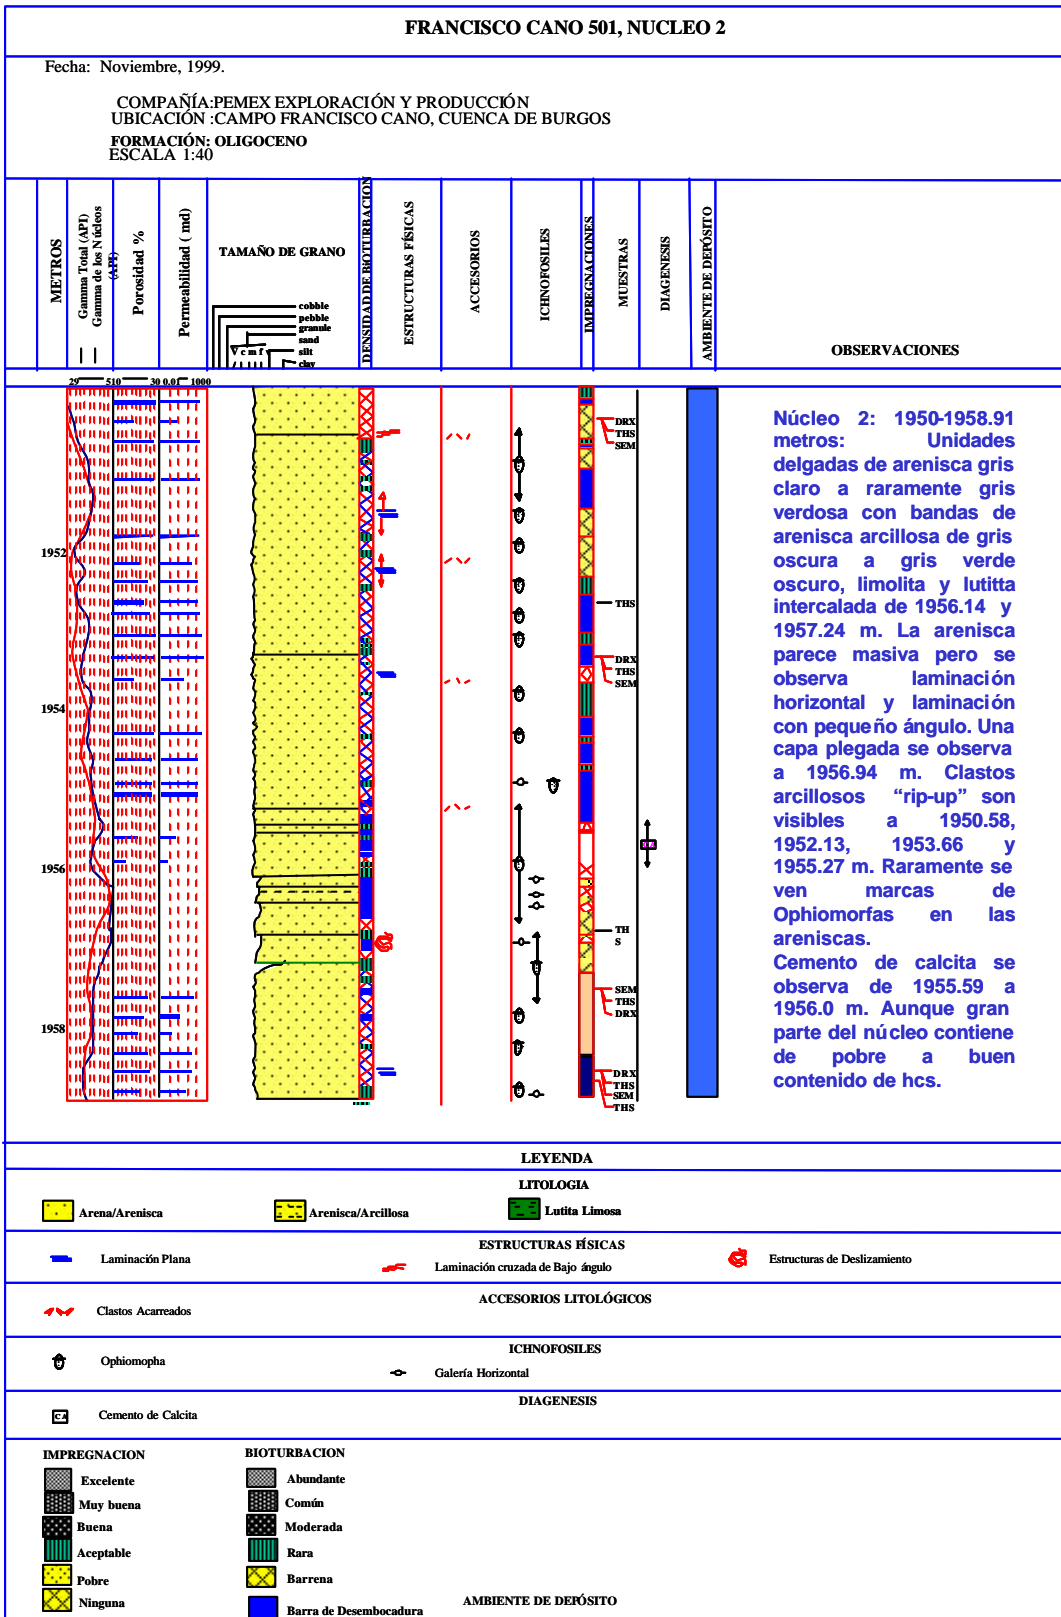 FRANCISCO CANO 501, NUCLEO 2
Fecha: Noviembre, 1999.
COMPAÑÍA:PEMEX EXPLORACIÓN Y PRODUCCIÓN
UBICACIÓN :CAMPO FRANCISCO CANO, CUENCA DE BURGOS
FORMACIÓN: OLIGOCENO
ESCALA 1:40
METROS
Gamma Total (API)
Gamma de los Núcleos
(API)
Porosidad %
Permeabilidad ( md)
TAMAÑO DE GRANO
cobble
pebble
granule
sand
v c m f v
silt
clay
DENSIDAD DE BIOTURBACION
ESTRUCTURAS FÍSICAS
ACCESORIOS
ICHNOFOSILES
IMPREGNACIONES
MUESTRAS
DIAGENESIS
AMBIENTE DE DEPÓSITO
OBSERVACIONES
29 510 30 0.01 1000
DRX
THS
SEM
1952
THS
DRX
THS
SEM
1954
1956
TH
S
SEM
THS
DRX
1958
DRX
THS
SEM
THS
Núcleo 2: 1950-1958.91
metros: Unidades
delgadas de arenisca gris
claro a raramente gris
verdosa con bandas de
arenisca arcillosa de gris
oscura a gris verde
oscuro, limolita y lutitta
intercalada de 1956.14 y
1957.24 m. La arenisca
parece masiva pero se
observa laminación
horizontal y laminación
con pequeño ángulo. Una
capa plegada se observa
a 1956.94 m. Clastos
arcillosos “rip-up” son
visibles a 1950.58,
1952.13, 1953.66 y
1955.27 m. Raramente se
ven marcas de
Ophiomorfas en las
areniscas.
Cemento de calcita se
observa de 1955.59 a
1956.0 m. Aunque gran
parte del núcleo contiene
de pobre a buen
contenido de hcs.
LEYENDA
LITOLOGIA
Arena/Arenisca
Arenisca/Arcillosa
Lutita Limosa
ESTRUCTURAS FÍSICAS
Laminación Plana
Laminación cruzada de Bajo ángulo
Estructuras de Deslizamiento
ACCESORIOS LITOLÓGICOS
Clastos Acarreados
ICHNOFOSILES
Ophiomopha
Galería Horizontal
DIAGENESIS
CA Cemento de Calcita
IMPREGNACION
Excelente
Muy buena
Buena
Aceptable
Pobre
Ninguna
BIOTURBACION
Abundante
Común
Moderada
Rara
Barrena
Barra de Desembocadura
AMBIENTE DE DEPÓSITO